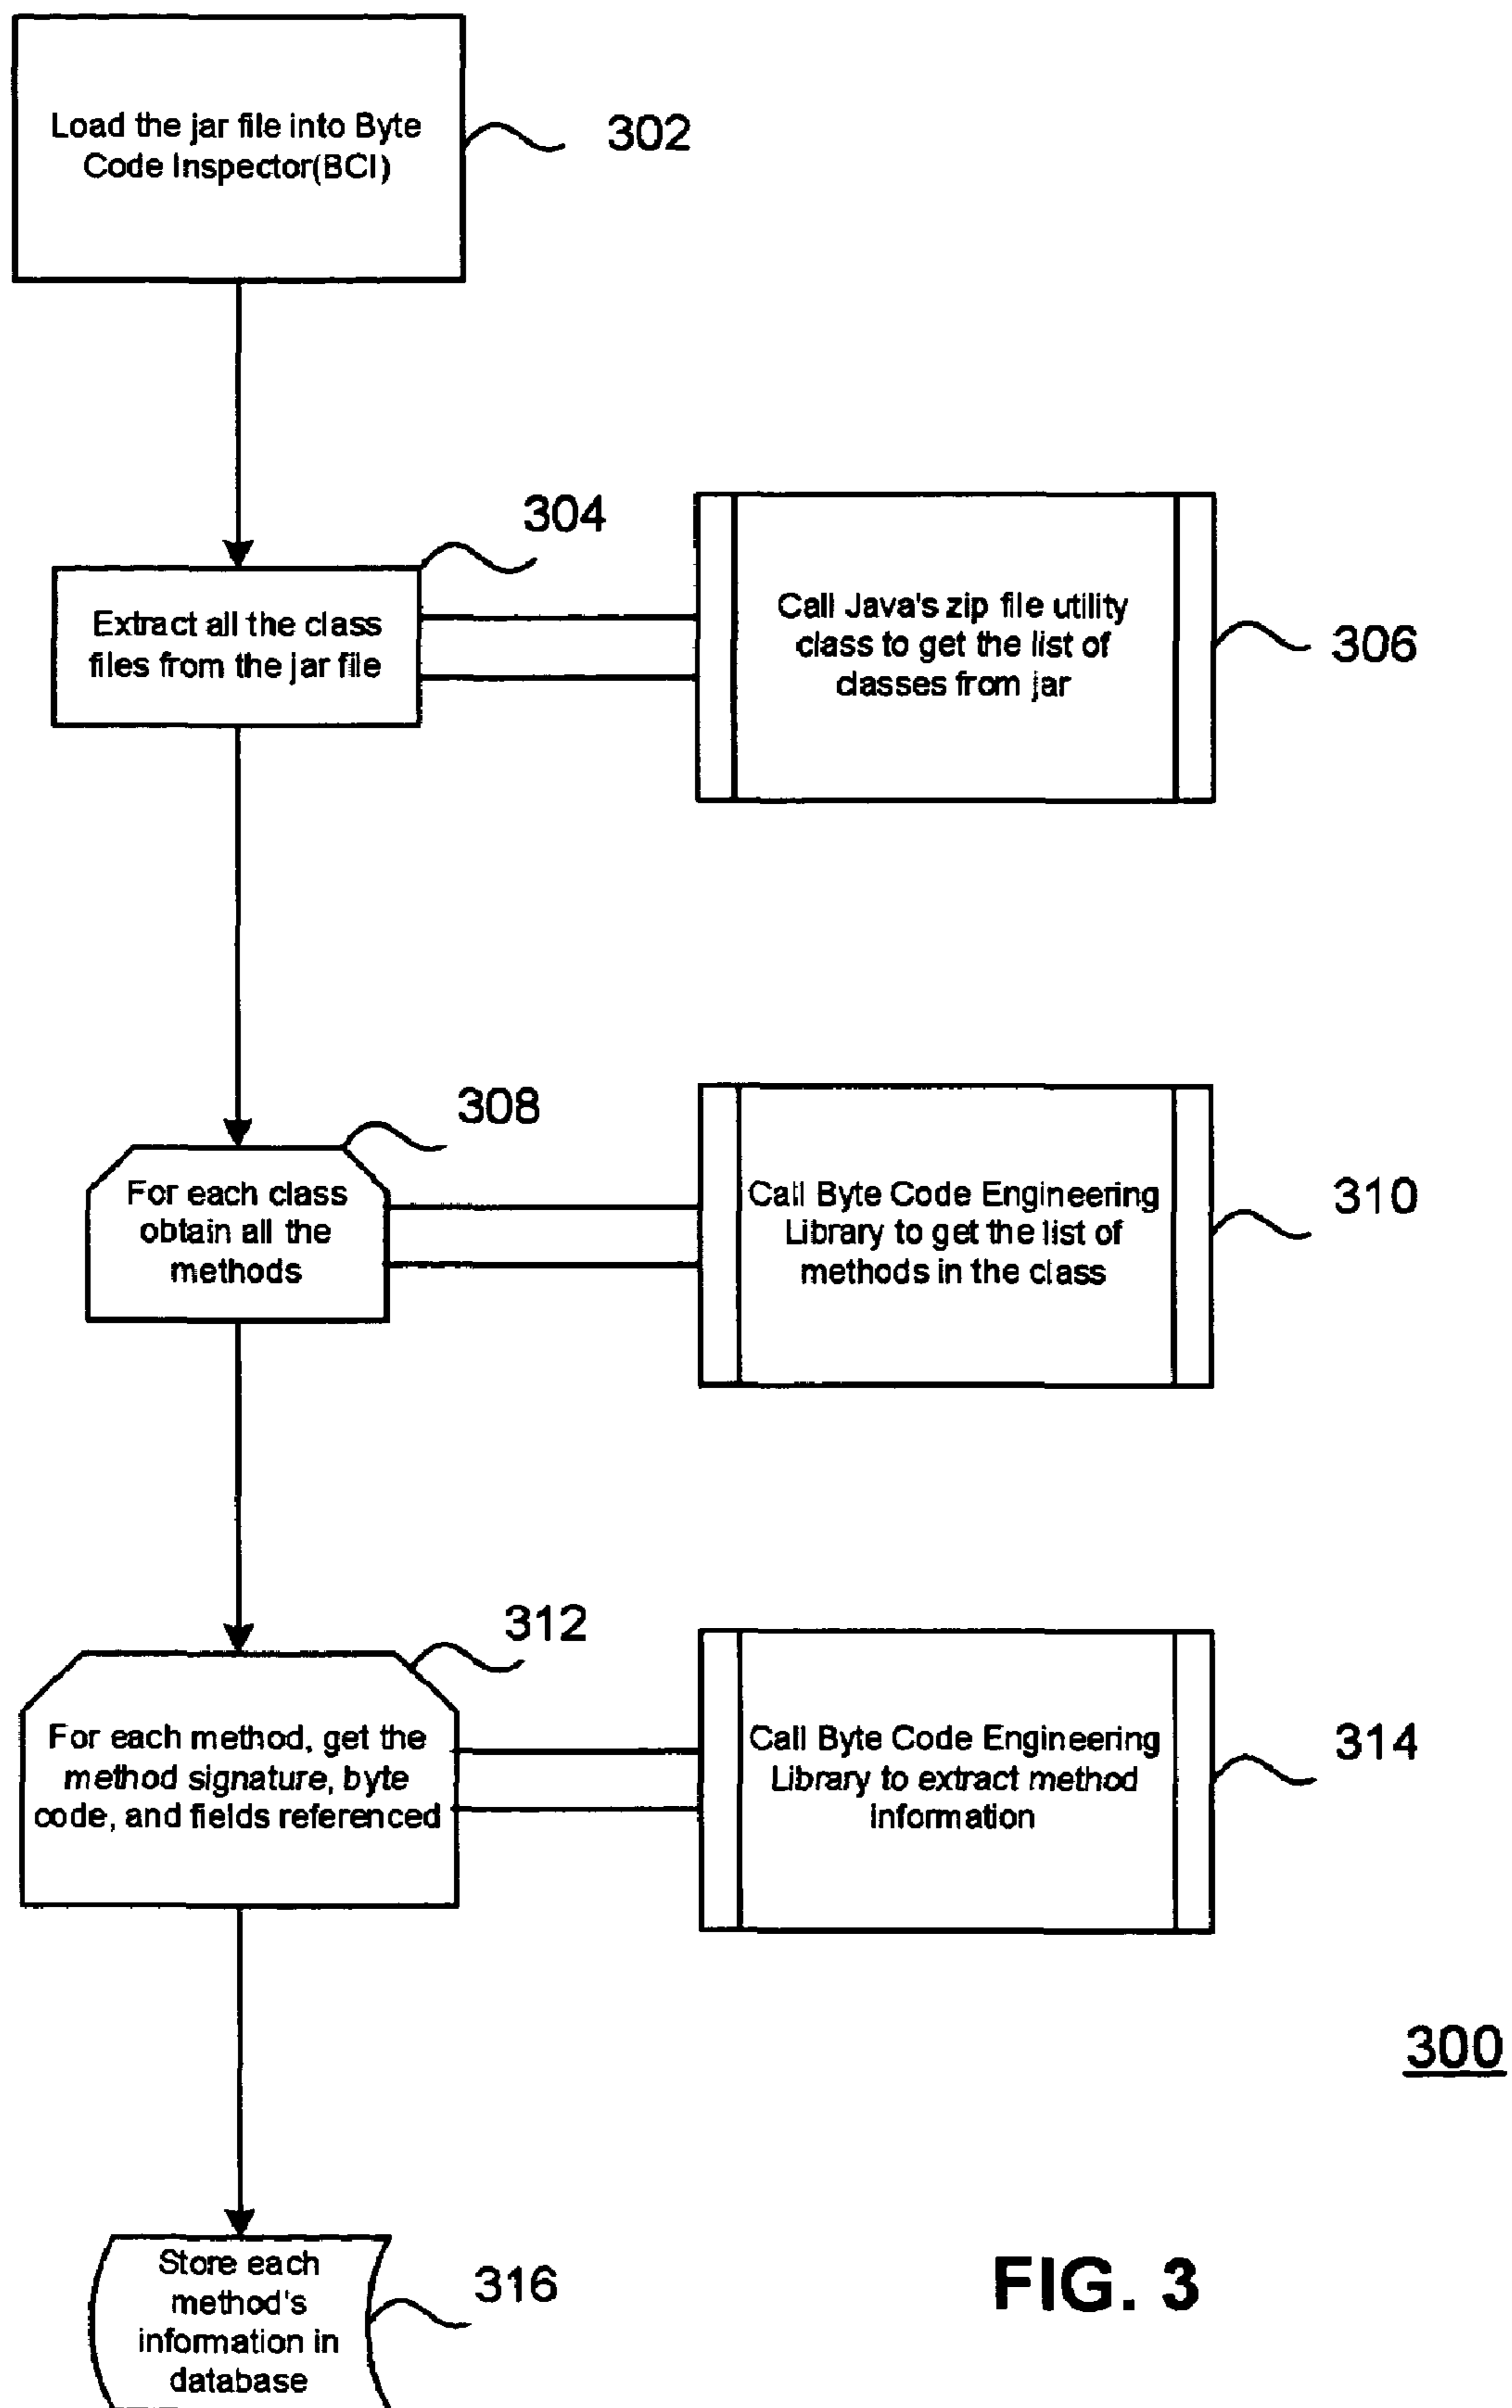 Load the jar file into Byte
Code Inspector(BCI)
302
304
Extract all the class
files from the jar file
Call Java's zip file utility
class to get the list of
classes from jar
306
308
For each class
obtain all the
methods
Call Byte Code Engineering
Library to get the list of
methods in the class
310
312
For each method, get the
method signature, byte
code, and fields referenced
Call Byte Code Engineering
Library to extract method
information
314
300
Store each
method's
information in
database
316
FIG. 3